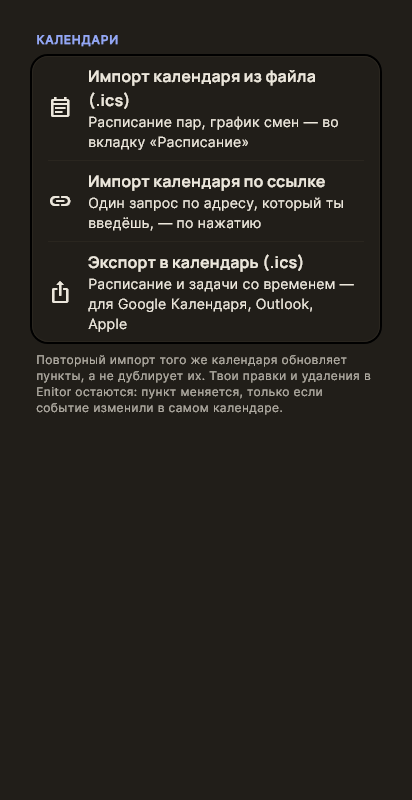 КАЛЕНДАРИ
Импорт календаря из файла
(.ics)
Расписание пар, график смен — во
вкладку «Расписание»
Импорт календаря по ссылке
Один запрос по адресу, который ты
введёшь, — по нажатию
Экспорт в календарь (.ics)
Расписание и задачи со временем —
для Google Календаря, Outlook,
Apple
Повторный импорт того же календаря обновляет
пункты, а не дублирует их. Твои правки и удаления в
Enitor остаются: пункт меняется, только если
событие изменили в самом календаре.